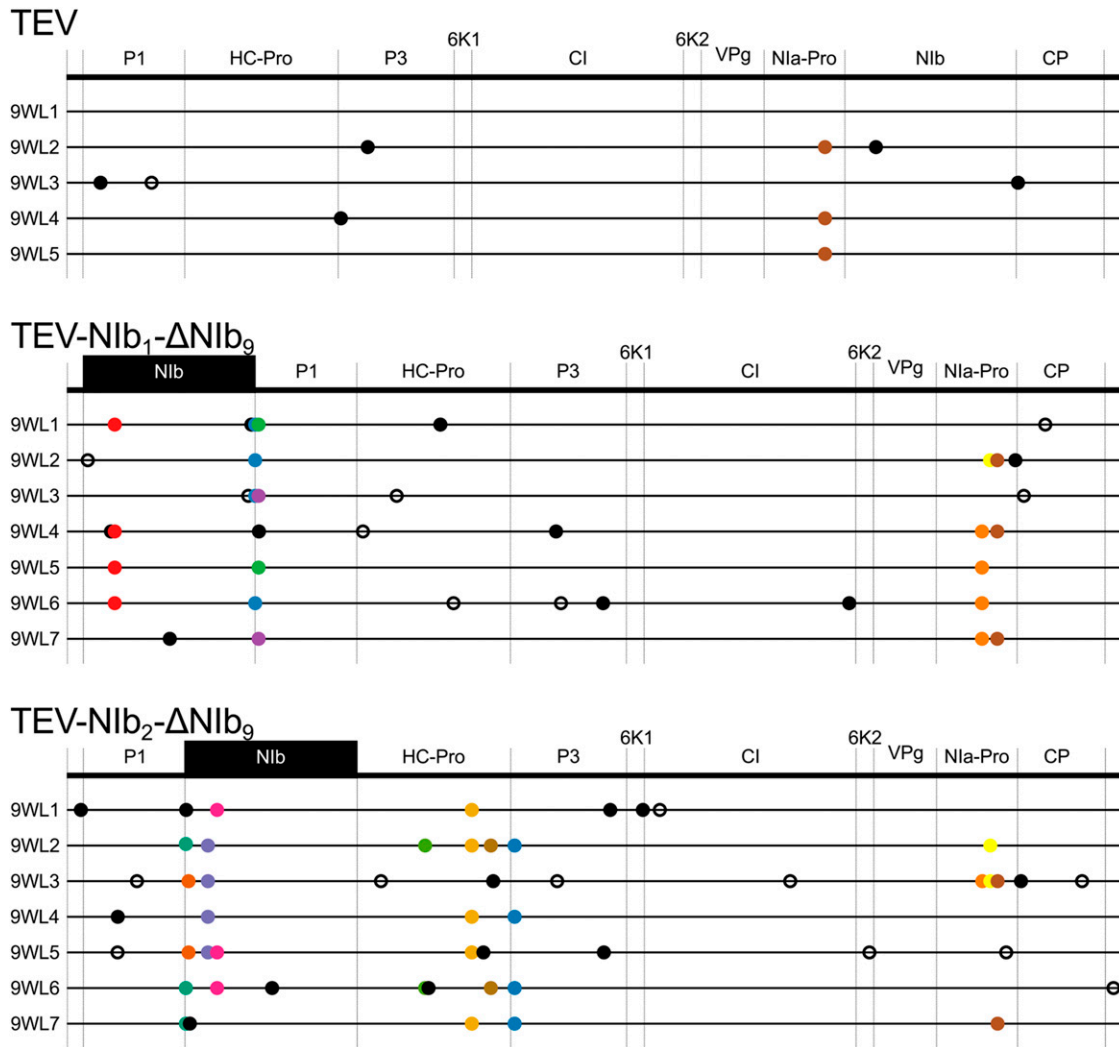 TEV
P1 HC-Pro P3 6K1 CI 6K2 VPg NIa-Pro NIb CP
9WL1
9WL2
9WL3
9WL4
9WL5
TEV-NIb₁-ΔNIb₉
NIb P1 HC-Pro P3 6K1 CI 6K2 VPg NIa-Pro CP
9WL1
9WL2
9WL3
9WL4
9WL5
9WL6
9WL7
TEV-NIb₂-ΔNIb₉
P1 NIb HC-Pro P3 6K1 CI 6K2 VPg NIa-Pro CP
9WL1
9WL2
9WL3
9WL4
9WL5
9WL6
9WL7